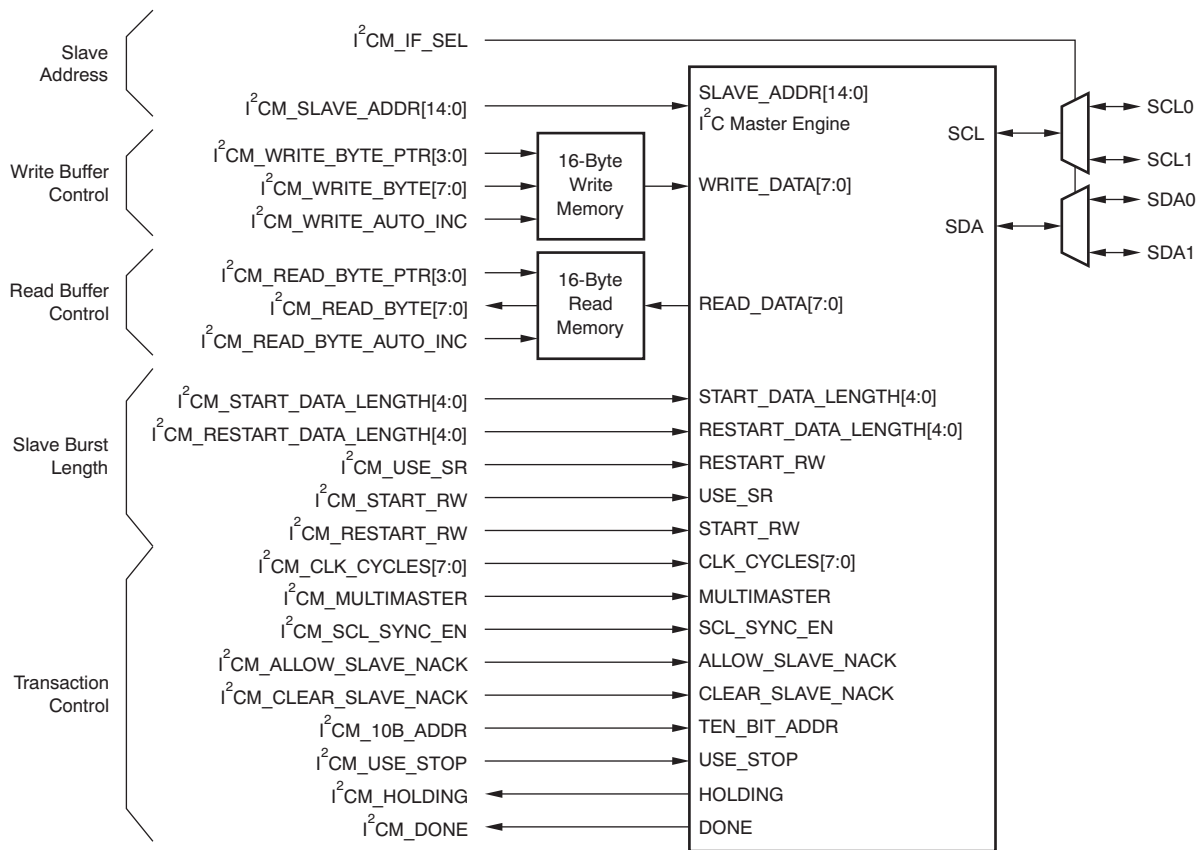 Slave
Address
I²CM_IF_SEL
I²CM_SLAVE_ADDR[14:0]
SLAVE_ADDR[14:0]
I²C Master Engine
SCL
SCL0
SCL1
Write Buffer
Control
I²CM_WRITE_BYTE_PTR[3:0]
I²CM_WRITE_BYTE[7:0]
I²CM_WRITE_AUTO_INC
16-Byte
Write
Memory
WRITE_DATA[7:0]
SDA
SDA0
SDA1
Read Buffer
Control
I²CM_READ_BYTE_PTR[3:0]
I²CM_READ_BYTE[7:0]
I²CM_READ_BYTE_AUTO_INC
16-Byte
Read
Memory
READ_DATA[7:0]
Slave Burst
Length
I²CM_START_DATA_LENGTH[4:0]
START_DATA_LENGTH[4:0]
I²CM_RESTART_DATA_LENGTH[4:0]
RESTART_DATA_LENGTH[4:0]
I²CM_USE_SR
RESTART_RW
I²CM_START_RW
USE_SR
I²CM_RESTART_RW
START_RW
Transaction
Control
I²CM_CLK_CYCLES[7:0]
CLK_CYCLES[7:0]
I²CM_MULTIMASTER
MULTIMASTER
I²CM_SCL_SYNC_EN
SCL_SYNC_EN
I²CM_ALLOW_SLAVE_NACK
ALLOW_SLAVE_NACK
I²CM_CLEAR_SLAVE_NACK
CLEAR_SLAVE_NACK
I²CM_10B_ADDR
TEN_BIT_ADDR
I²CM_USE_STOP
USE_STOP
I²CM_HOLDING
HOLDING
I²CM_DONE
DONE